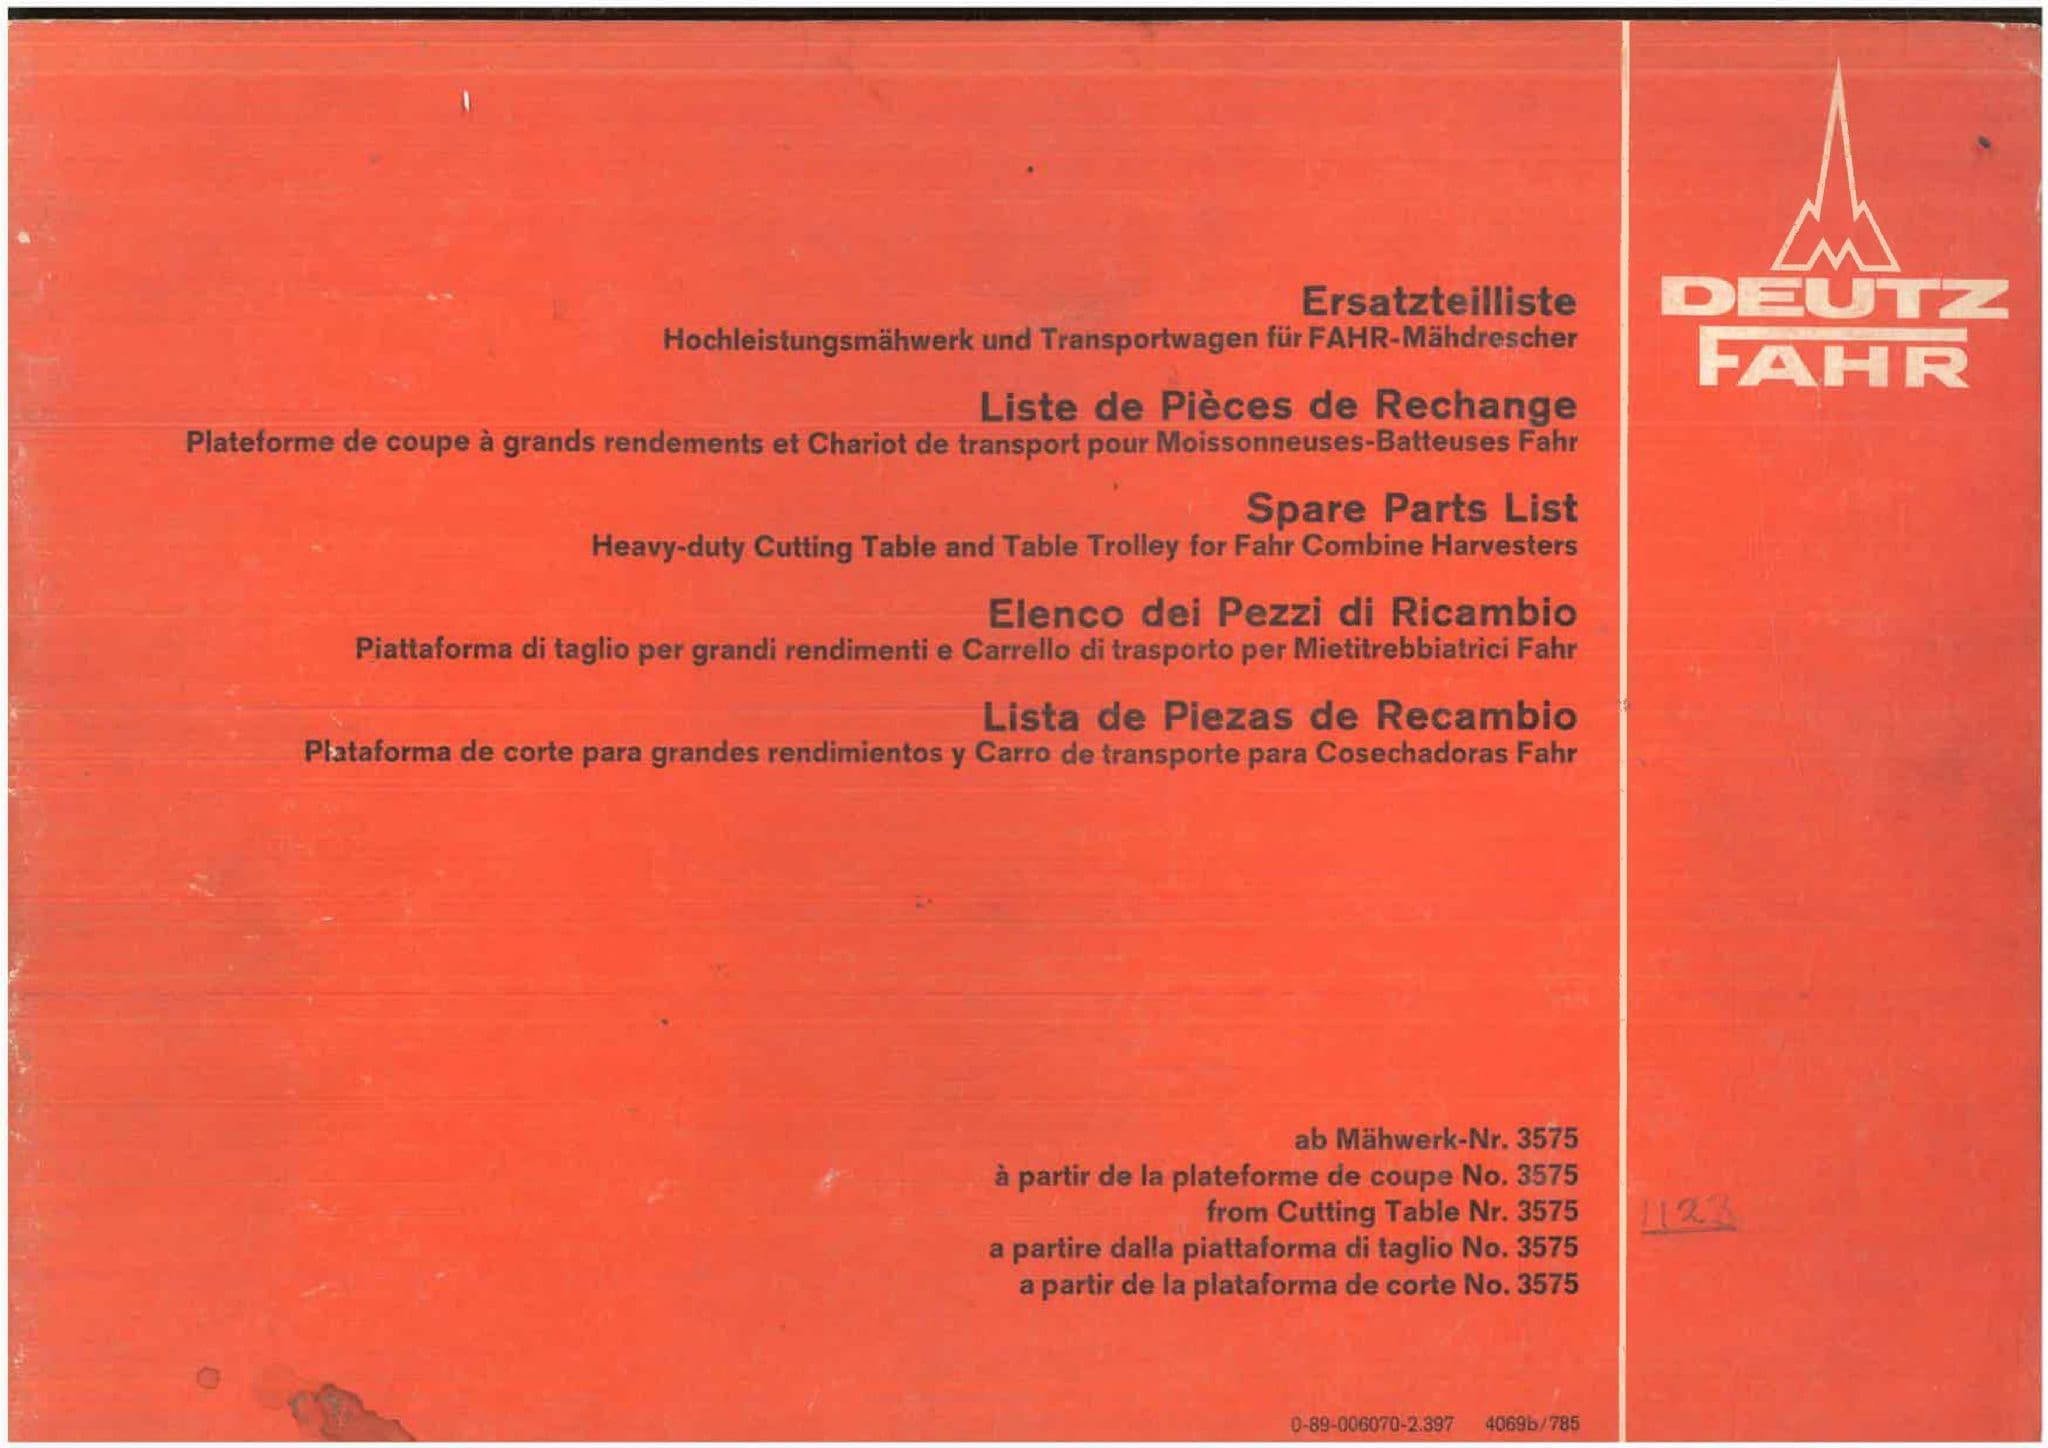 Ersatzteilliste
Hochleistungsmähwerk und Transportwagen für FAHR-Mähdrescher
Liste de Pièces de Rechange
Plateforme de coupe à grands rendements et Chariot de transport pour Moissonneuses-Batteuses Fahr
Spare Parts List
Heavy-duty Cutting Table and Table Trolley for Fahr Combine Harvesters
Elenco dei Pezzi di Ricambio
Piattaforma di taglio per grandi rendimenti e Carrello di trasporto per Mietitrebbiatrici Fahr
Lista de Piezas de Recambio
Plataforma de corte para grandes rendimientos y Carro de transporte para Cosechadoras Fahr
ab Mähwerk-Nr. 3575
à partir de la plateforme de coupe No. 3575
from Cutting Table Nr. 3575
a partire dalla piattaforma di taglio No. 3575
a partir de la plataforma de corte No. 3575
0-89-006070-2.397 4069b/785
DEUTZ
FAHR
1123